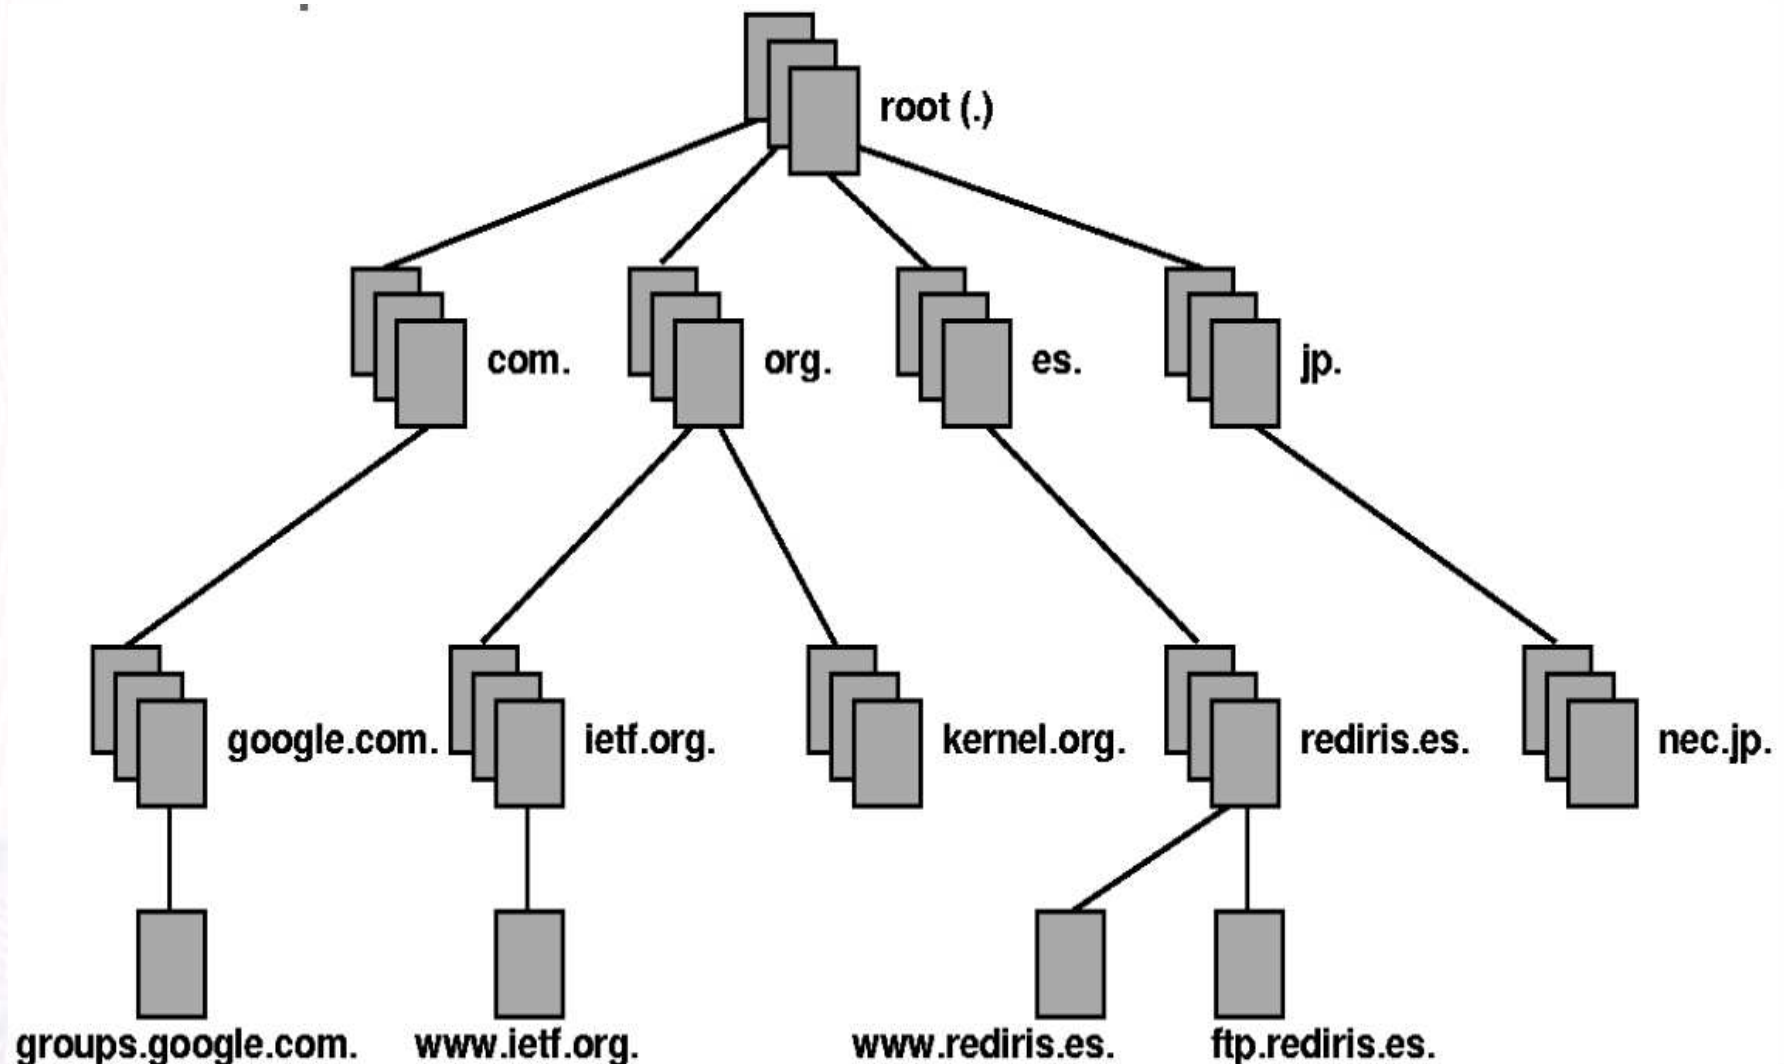 root (.)
com.
org.
es.
jp.
google.com.
ietf.org.
kernel.org.
rediris.es.
nec.jp.
groups.google.com.
www.ietf.org.
www.rediris.es.
ftp.rediris.es.